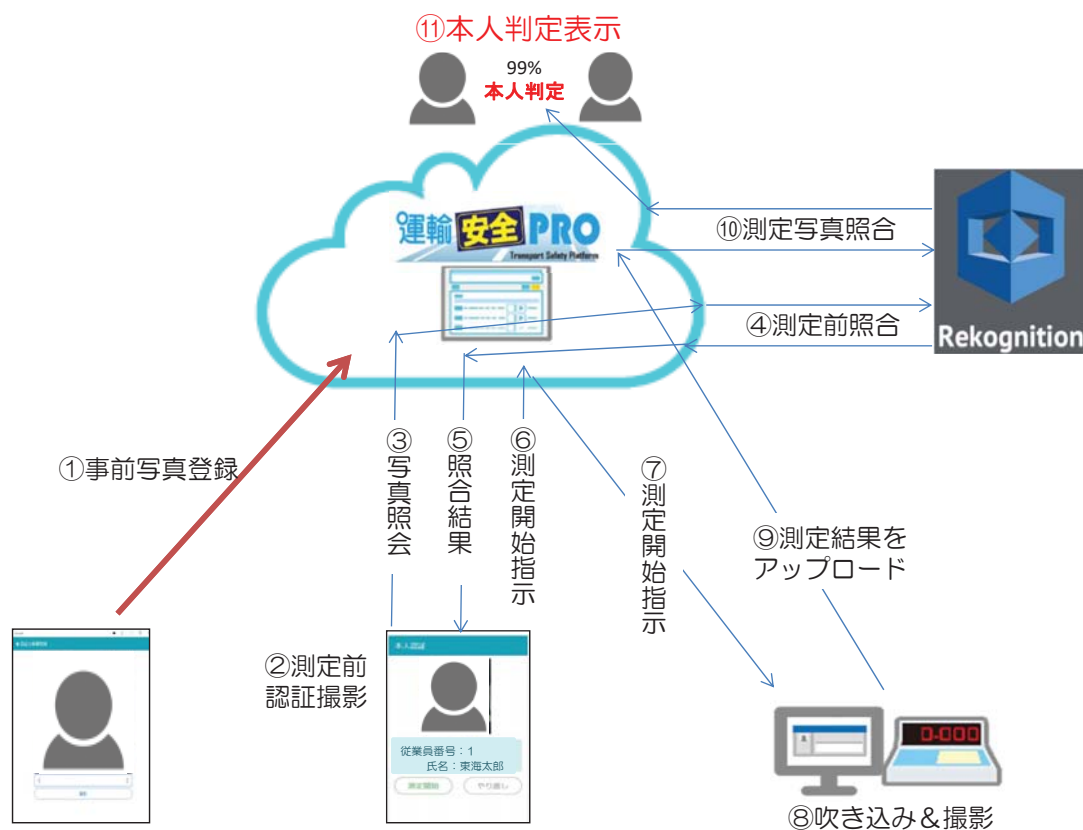 ⑪本人判定表示
99%
本人判定
運輸安全PRO
Transport Safety Platform
⑩測定写真照合
④測定前照合
Rekognition
①事前写真登録
③写真照会
⑤照合結果
⑥測定開始指示
⑦測定開始指示
⑨測定結果を
アップロード
②測定前
認証撮影
本人認証
従業員番号：1
氏名：東海太郎
測定開始
やり直し
0-000
⑧吹き込み＆撮影